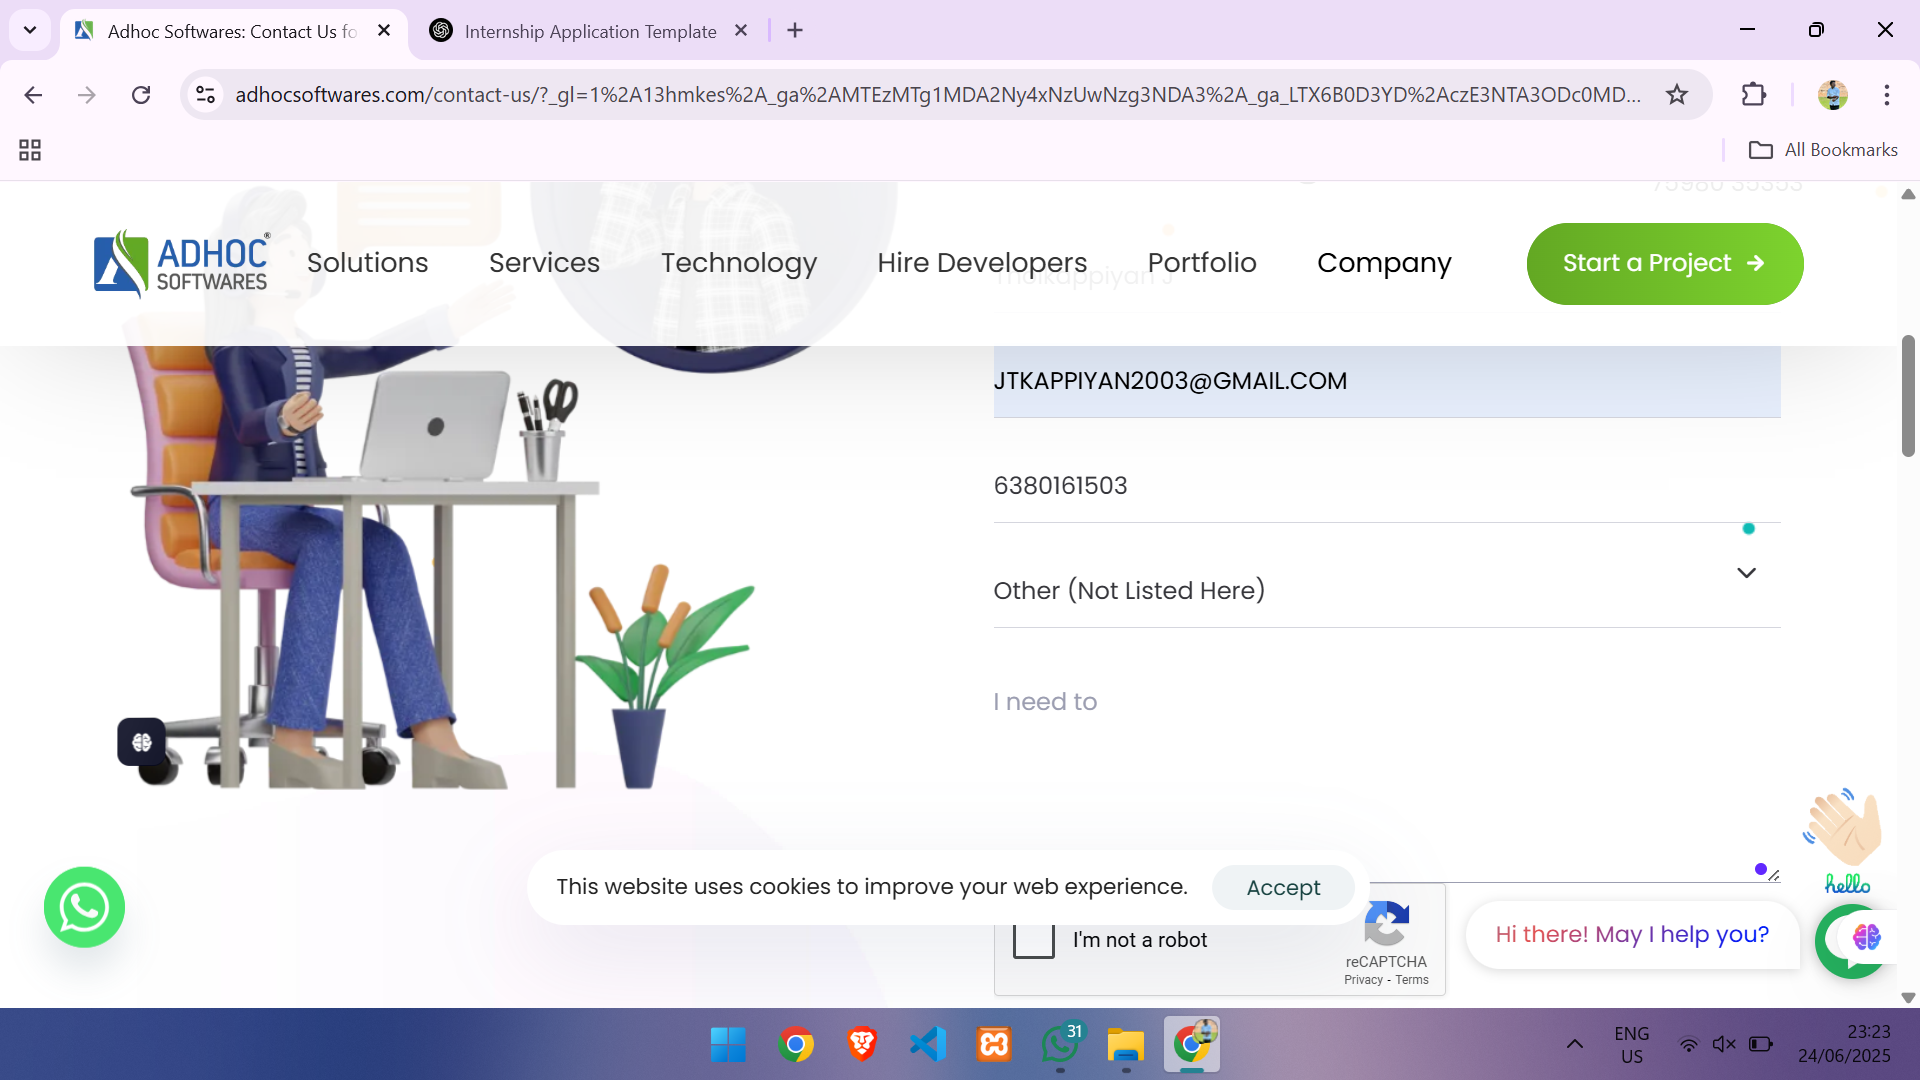 Adhoc Softwares: Contact Us fo
Internship Application Template
adhocsoftwares.com/contact-us/?_gl=1%2A13hmkes%2A_ga%2AMTEzMTg1MDA2Ny4xNzUwNzg3NDA3%2A_ga_LTX6B0D3YD%2AczE3NTA3ODc0MD...
All Bookmarks
75980 35353
ADHOC®
SOFTWARES
Solutions
Services
Technology
Hire Developers
Portfolio
Company
Start a Project
Tholkappiyan J
JTKAPPIYAN2003@GMAIL.COM
6380161503
Other (Not Listed Here)
I need to
This website uses cookies to improve your web experience.
Accept
I'm not a robot
reCAPTCHA
Privacy - Terms
hello
Hi there! May I help you?
31
ENG
US
23:23
24/06/2025